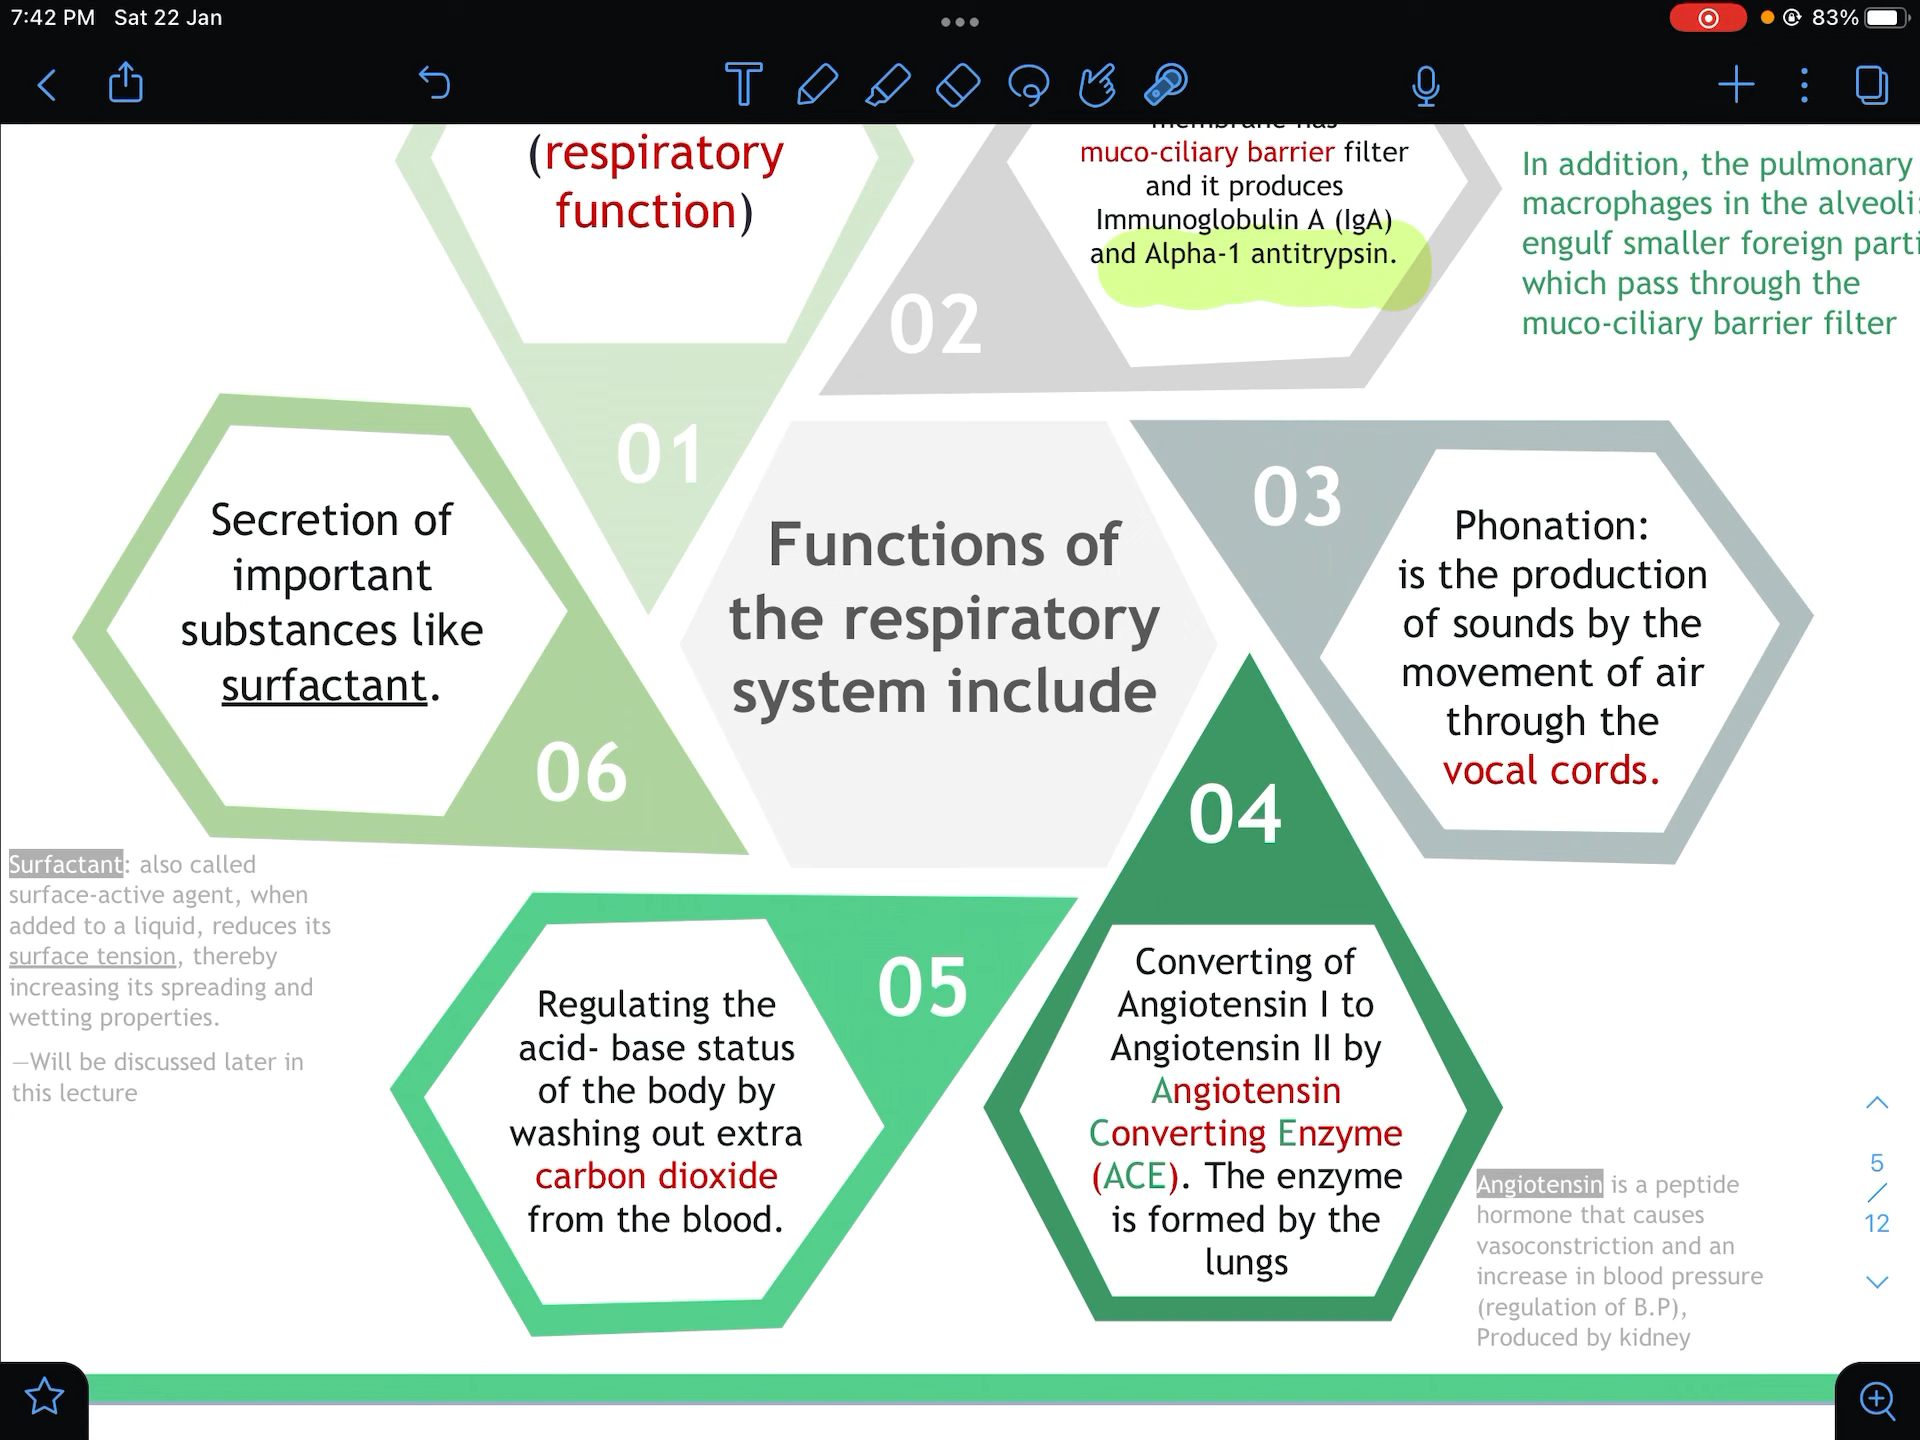 7:42 PM Sat 22 Jan
83%
(respiratory
function)
01
membrane has
muco-ciliary barrier filter
and it produces
Immunoglobulin A (IgA)
and Alpha-1 antitrypsin.
02
In addition, the pulmonary
macrophages in the alveoli
engulf smaller foreign parti
which pass through the
muco-ciliary barrier filter
03
Phonation:
is the production
of sounds by the
movement of air
through the
vocal cords.
Functions of
the respiratory
system include
Secretion of
important
substances like
surfactant.
06
04
Converting of
Angiotensin I to
Angiotensin II by
Angiotensin
Converting Enzyme
(ACE). The enzyme
is formed by the
lungs
05
Regulating the
acid- base status
of the body by
washing out extra
carbon dioxide
from the blood.
Surfactant: also called
surface-active agent, when
added to a liquid, reduces its
surface tension, thereby
increasing its spreading and
wetting properties.
—Will be discussed later in
this lecture
Angiotensin is a peptide
hormone that causes
vasoconstriction and an
increase in blood pressure
(regulation of B.P),
Produced by kidney
5
/
12